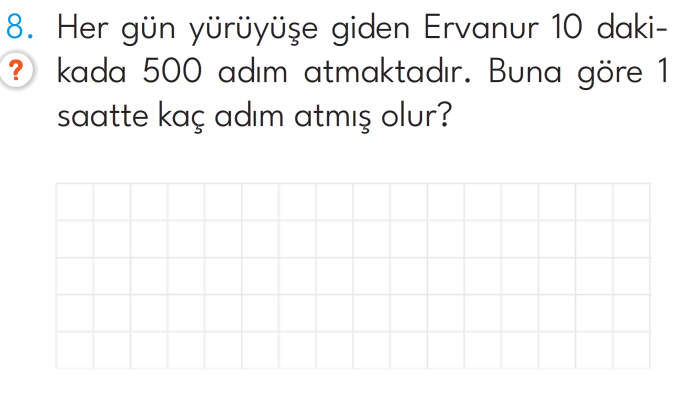 8. Her gün yürüyüşe giden Ervanur 10 daki-
? kada 500 adım atmaktadır. Buna göre 1
saatte kaç adım atmış olur?